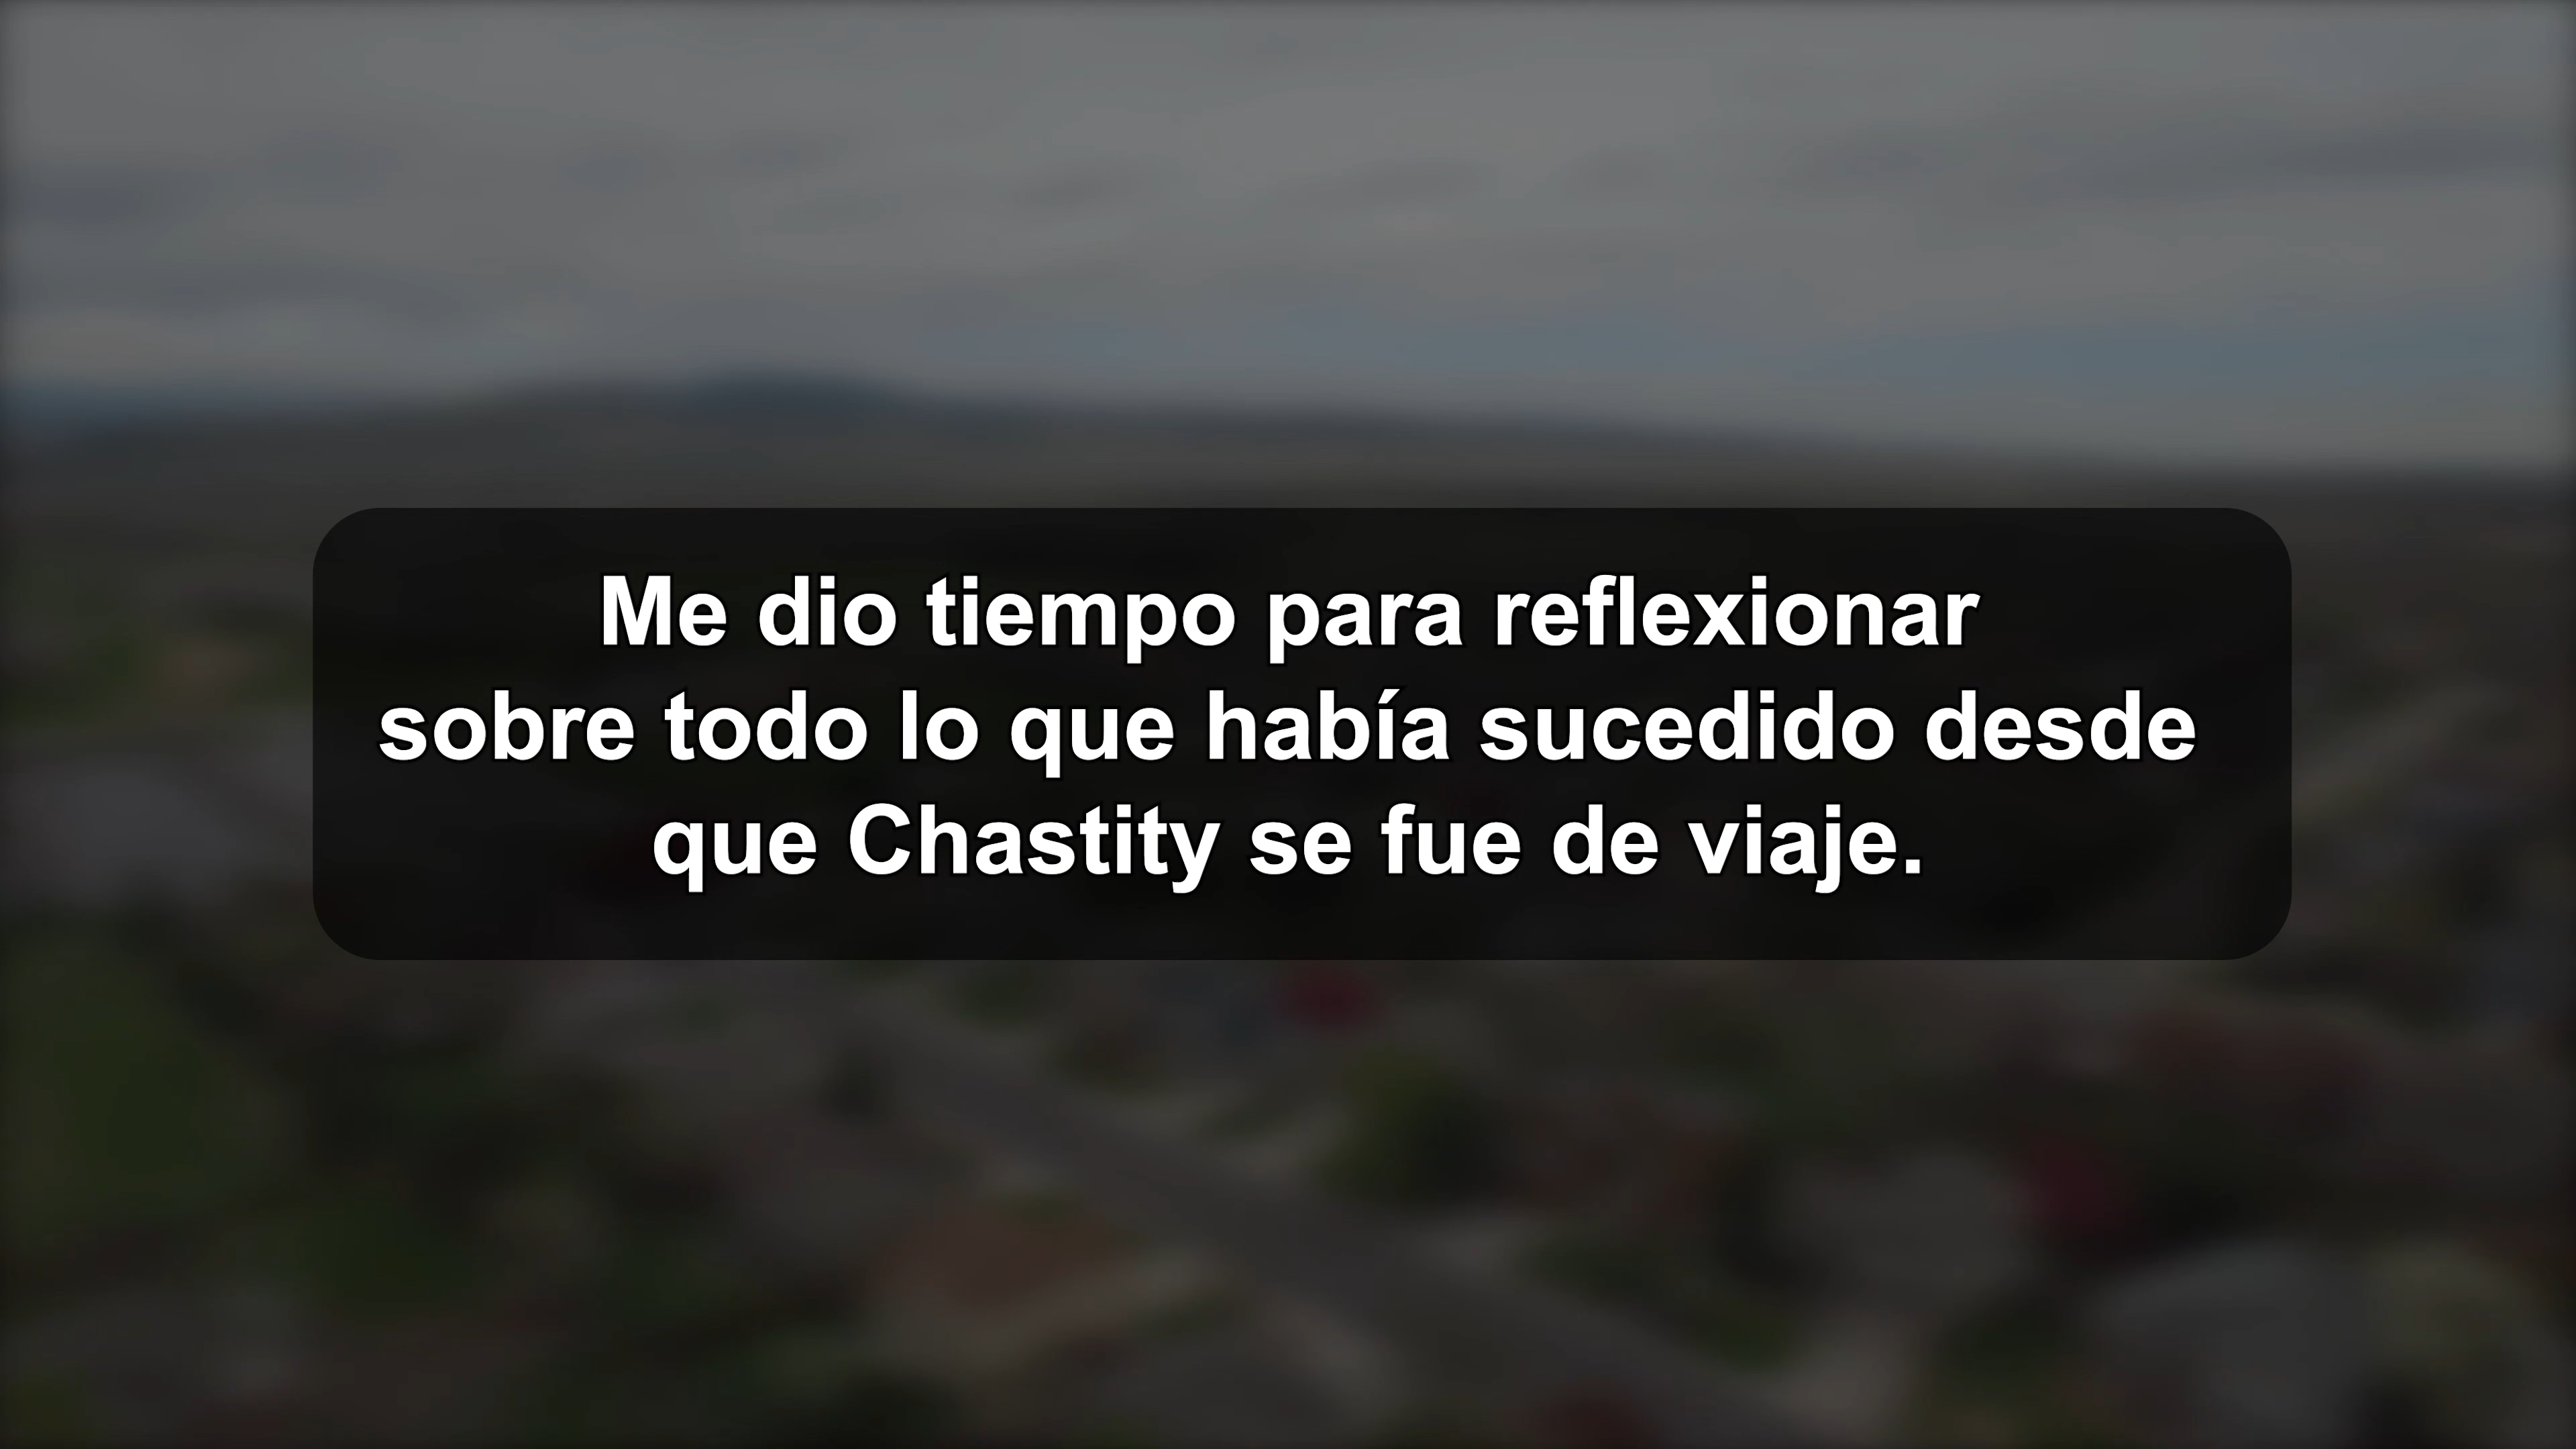 Me dio tiempo para reflexionar
sobre todo lo que había sucedido desde
que Chastity se fue de viaje.